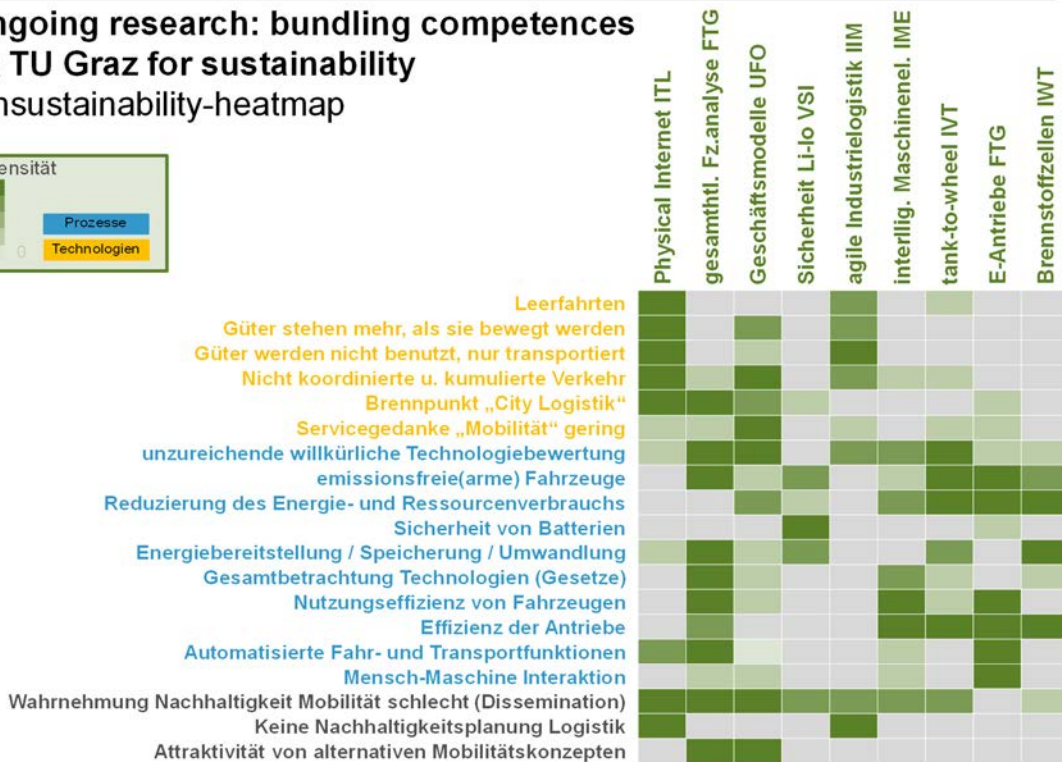 ngoing research: bundling competences
TU Graz for sustainability
nsustainability-heatmap
ensität
Prozesse
0
Technologien
Physical Internet ITL
gesamthtl. Fz.analyse FTG
Geschäftsmodelle UFO
Sicherheit Li-Io VSI
agile Industrielogistik IIM
interllig. Maschinenel. IME
tank-to-wheel IVT
E-Antriebe FTG
Brennstoffzellen IWT
Leerfahrten
Güter stehen mehr, als sie bewegt werden
Güter werden nicht benutzt, nur transportiert
Nicht koordinierte u. kumulierte Verkehr
Brennpunkt „City Logistik“
Servicegedanke „Mobilität“ gering
unzureichende willkürliche Technologiebewertung
emissionsfreie(arme) Fahrzeuge
Reduzierung des Energie- und Ressourcenverbrauchs
Sicherheit von Batterien
Energiebereitstellung / Speicherung / Umwandlung
Gesamtbetrachtung Technologien (Gesetze)
Nutzungseffizienz von Fahrzeugen
Effizienz der Antriebe
Automatisierte Fahr- und Transportfunktionen
Mensch-Maschine Interaktion
Wahrnehmung Nachhaltigkeit Mobilität schlecht (Dissemination)
Keine Nachhaltigkeitsplanung Logistik
Attraktivität von alternativen Mobilitätskonzepten